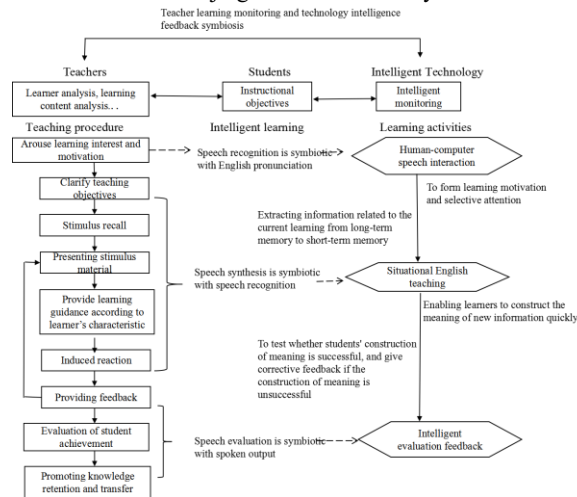 Teacher learning monitoring and technology intelligence
feedback symbiosis
Teachers
Students
Intelligent Technology
Learner analysis, learning
content analysis. . .
Instructional
objectives
Intelligent
monitoring
Teaching procedure
Intelligent learning
Learning activities
Arouse learning interest and
motivation
Speech recognition is symbiotic
with English pronunciation
Human-computer
speech interaction
Clarify teaching
objectives
To form learning motivation
and selective attention
Stimulus recall
Extracting information related to the
current learning from long-term
memory to short-term memory
Presenting stimulus
material
Speech synthesis is symbiotic
with speech recognition
Situational English
teaching
Provide learning
guidance according to
learner's characteristic
Enabling learners to construct the
meaning of new information quickly
Induced reaction
To test whether students' construction
of meaning is successful, and give
corrective feedback if the
construction of meaning is
unsuccessful
Providing feedback
Evaluation of student
achievement
Speech evaluation is symbiotic
with spoken output
Intelligent
evaluation feedback
Promoting knowledge
retention and transfer